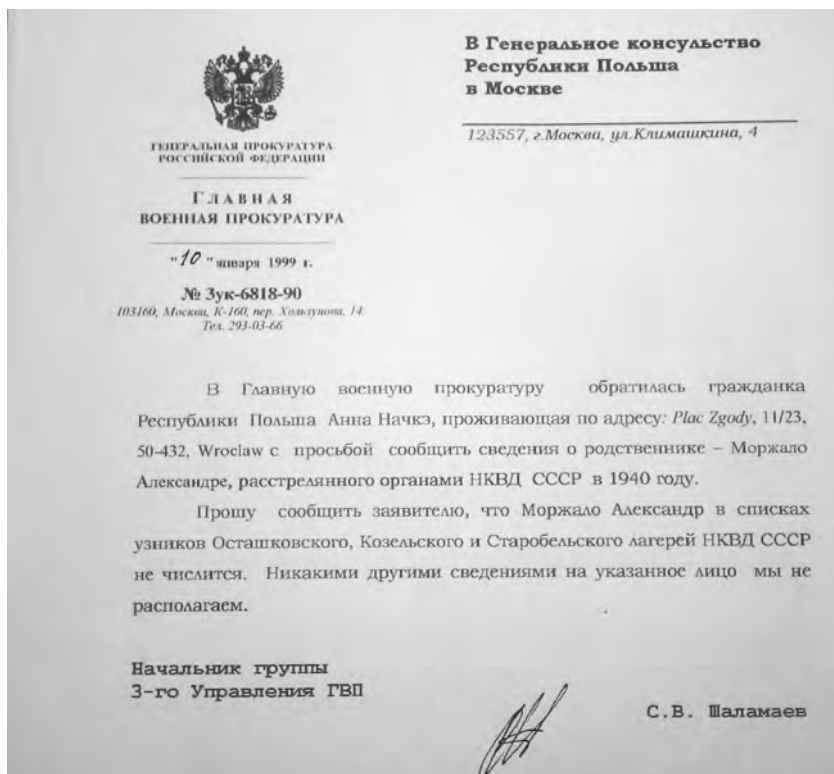 ГЕНЕРАЛЬНАЯ ПРОКУРАТУРА
РОССИЙСКОЙ ФЕДЕРАЦИИ
ГЛАВНАЯ
ВОЕННАЯ ПРОКУРАТУРА
"10" января 1999 г.
№ 3ук-6818-90
103160, Москва, К-160, пер. Хользунова, 14.
Тел. 293-03-66
В Генеральное консульство
Республики Польша
в Москве
123557, г.Москва, ул.Климашкина, 4
В Главную военную прокуратуру обратилась гражданка
Республики Польша Анна Начкэ, проживающая по адресу: Plac Zgody, 11/23,
50-432, Wroclaw с просьбой сообщить сведения о родственнике – Моржало
Александре, расстрелянного органами НКВД СССР в 1940 году.
Прошу сообщить заявителю, что Моржало Александр в списках
узников Осташковского, Козельского и Старобельского лагерей НКВД СССР
не числится. Никакими другими сведениями на указанное лицо мы не
располагаем.
Начальник группы
3-го Управления ГВП
С.В. Шаламаев